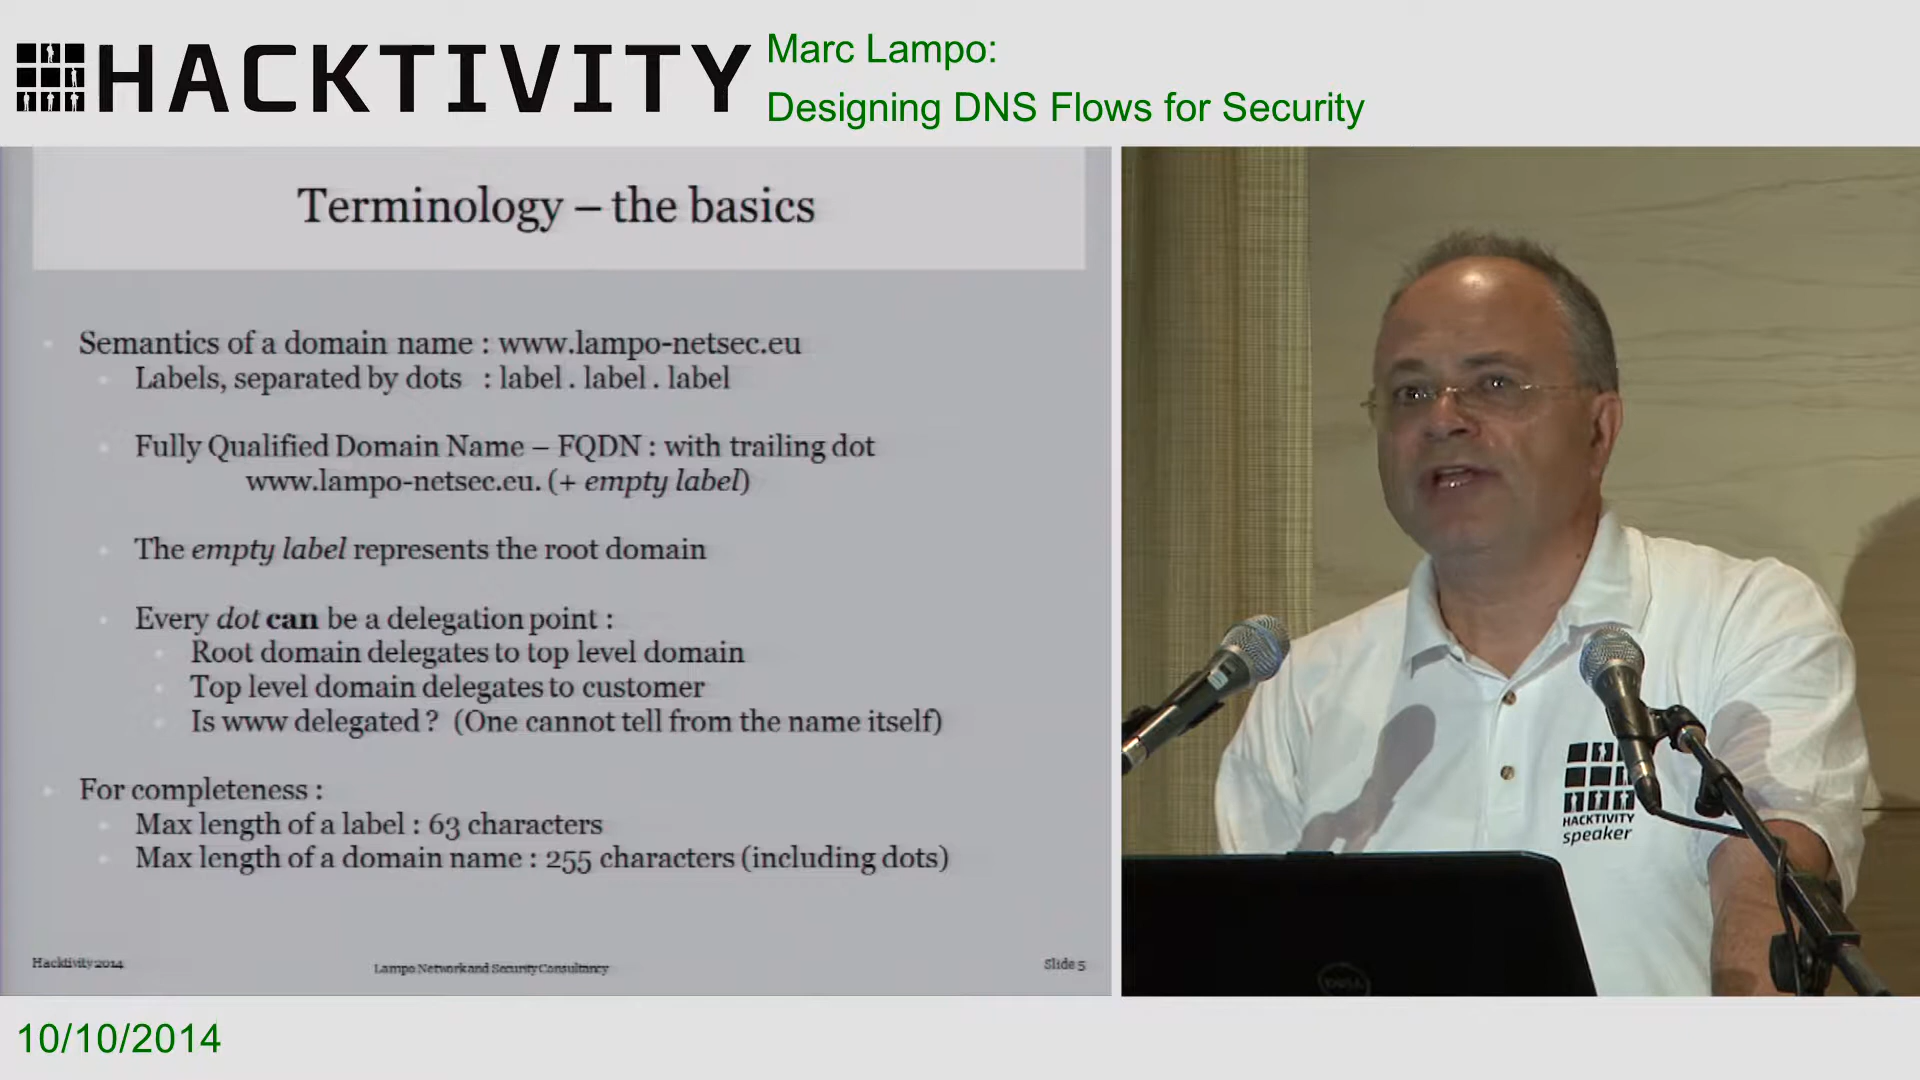 HACKTIVITY
Marc Lampo:
Designing DNS Flows for Security
Terminology – the basics
Semantics of a domain name : www.lampo-netsec.eu
Labels, separated by dots : label . label . label
Fully Qualified Domain Name – FQDN : with trailing dot
www.lampo-netsec.eu. (+ empty label)
The empty label represents the root domain
Every dot can be a delegation point :
Root domain delegates to top level domain
Top level domain delegates to customer
Is www delegated ? (One cannot tell from the name itself)
For completeness :
Max length of a label : 63 characters
Max length of a domain name : 255 characters (including dots)
Hacktivity 2014
Lampo Network and Security Consultancy
Slide 5
HACKTIVITY
speaker
DELL
10/10/2014